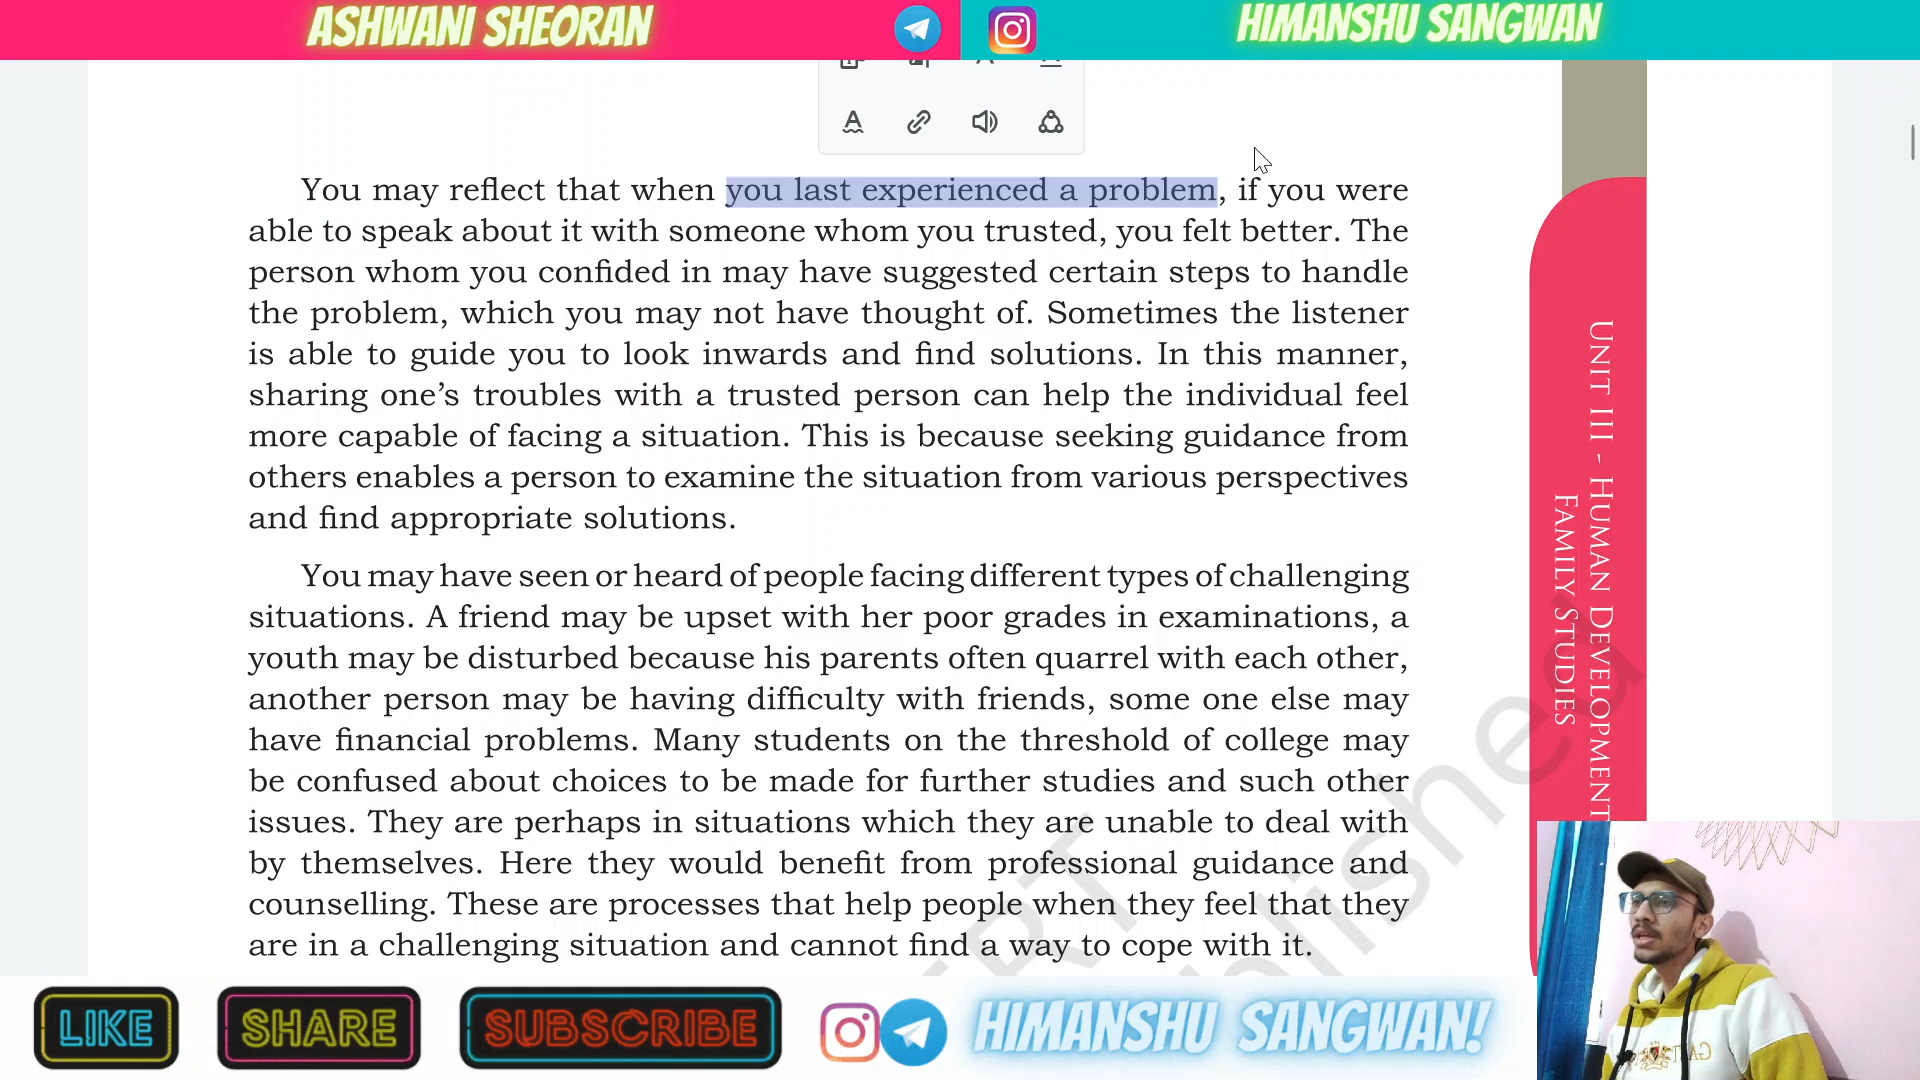 ASHWANI SHEORAN
HIMANSHU SANGWAN
You may reflect that when you last experienced a problem, if you were
able to speak about it with someone whom you trusted, you felt better. The
person whom you confided in may have suggested certain steps to handle
the problem, which you may not have thought of. Sometimes the listener
is able to guide you to look inwards and find solutions. In this manner,
sharing one’s troubles with a trusted person can help the individual feel
more capable of facing a situation. This is because seeking guidance from
others enables a person to examine the situation from various perspectives
and find appropriate solutions.
You may have seen or heard of people facing different types of challenging
situations. A friend may be upset with her poor grades in examinations, a
youth may be disturbed because his parents often quarrel with each other,
another person may be having difficulty with friends, some one else may
have financial problems. Many students on the threshold of college may
be confused about choices to be made for further studies and such other
issues. They are perhaps in situations which they are unable to deal with
by themselves. Here they would benefit from professional guidance and
counselling. These are processes that help people when they feel that they
are in a challenging situation and cannot find a way to cope with it.
UNIT III - HUMAN DEVELOPMENT
FAMILY STUDIES
LIKE
SHARE
SUBSCRIBE
HIMANSHU SANGWAN!